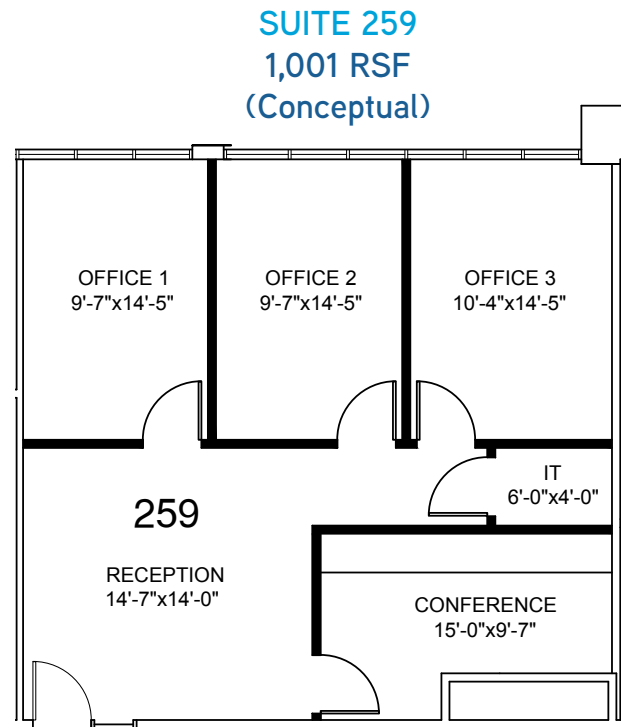 SUITE 259
1,001 RSF
(Conceptual)
OFFICE 1
9'-7"x14'-5"
OFFICE 2
9'-7"x14'-5"
OFFICE 3
10'-4"x14'-5"
IT
6'-0"x4'-0"
259
RECEPTION
14'-7"x14'-0"
CONFERENCE
15'-0"x9'-7"